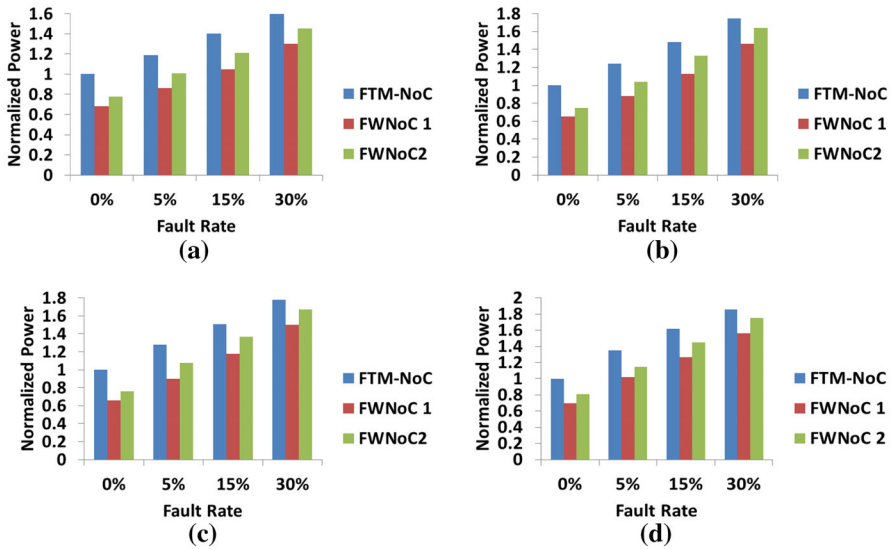 Normalized Power
1.6
1.4
1.2
1
0.8
0.6
0.4
0.2
0
0% 5% 15% 30%
Fault Rate
FTM-NoC
FWNoC 1
FWNoC2
(a)
Normalized Power
1.8
1.6
1.4
1.2
1
0.8
0.6
0.4
0.2
0
0% 5% 15% 30%
Fault Rate
FTM-NoC
FWNoC 1
FWNoC2
(b)
Normalized Power
1.8
1.6
1.4
1.2
1
0.8
0.6
0.4
0.2
0
0% 5% 15% 30%
Fault Rate
FTM-NoC
FWNoC 1
FWNoC2
(c)
Normalized Power
2
1.8
1.6
1.4
1.2
1
0.8
0.6
0.4
0.2
0
0% 5% 15% 30%
Fault Rate
FTM-NoC
FWNoC 1
FWNoC 2
(d)